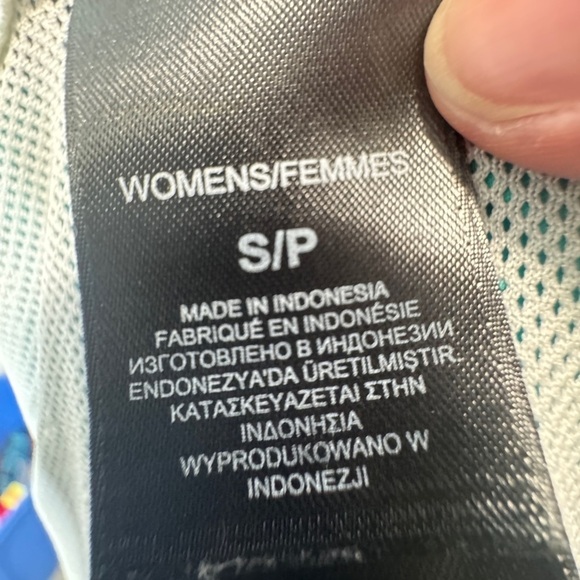 WOMENS/FEMMES
S/P
MADE IN INDONESIA
FABRIQUÉ EN INDONÉSIE
ИЗГОТОВЛЕНО В ИНДОНЕЗИИ
ENDONEZYA'DA ÜRETILMIŞTIR
ΚΑΤΑΣΚΕΥΑΖΕΤΑΙ ΣΤΗΝ
ΙΝΔΟΝΗΣΙΑ
WYPRODUKOWANO W
INDONEZJI